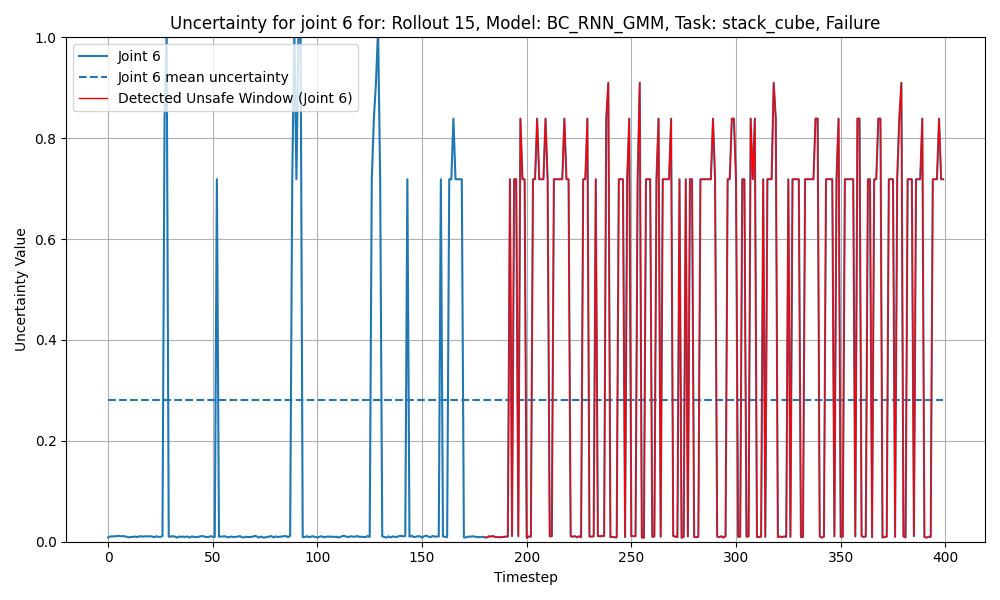 Uncertainty for joint 6 for: Rollout 15, Model: BC_RNN_GMM, Task: stack_cube, Failure
Joint 6
Joint 6 mean uncertainty
Detected Unsafe Window (Joint 6)
Uncertainty Value
1.0
0.8
0.6
0.4
0.2
0.0
0 50 100 150 200 250 300 350 400
Timestep